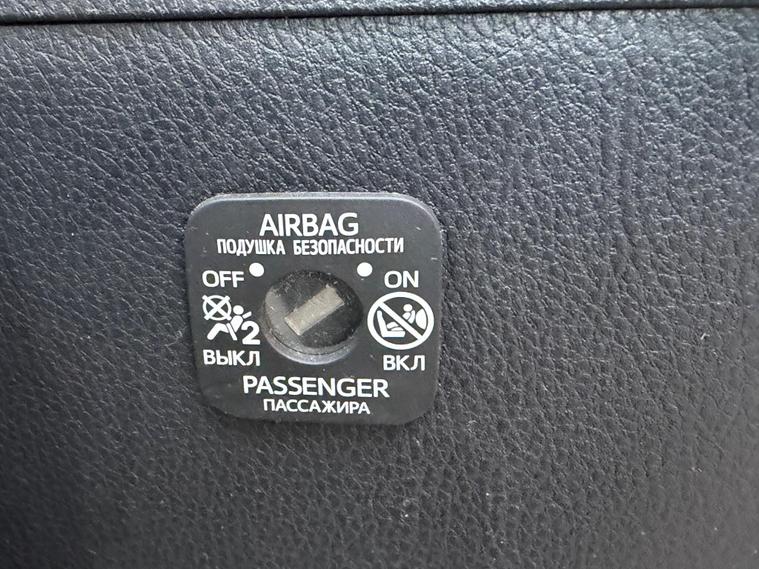 AIRBAG
ПОДУШКА БЕЗОПАСНОСТИ
OFF ON
2
ВЫКЛ ВКЛ
PASSENGER
ПАССАЖИРА